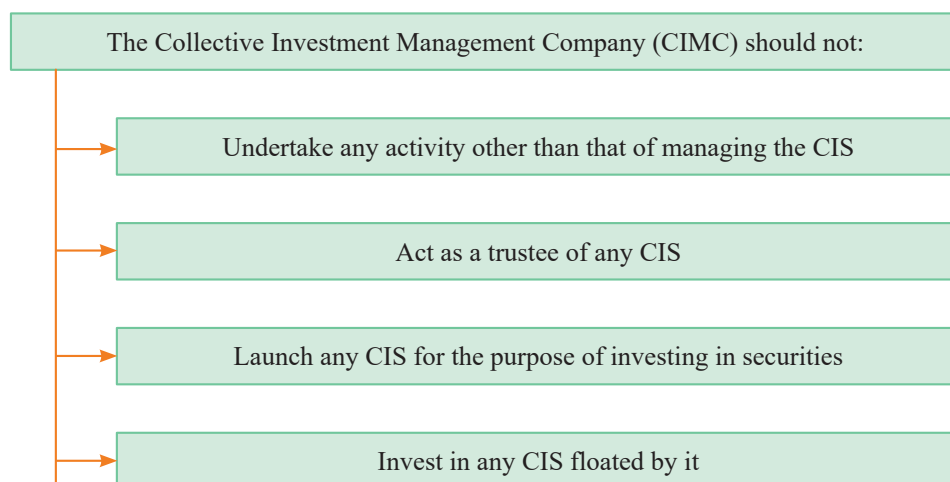 The Collective Investment Management Company (CIMC) should not:
Undertake any activity other than that of managing the CIS
Act as a trustee of any CIS
Launch any CIS for the purpose of investing in securities
Invest in any CIS floated by it